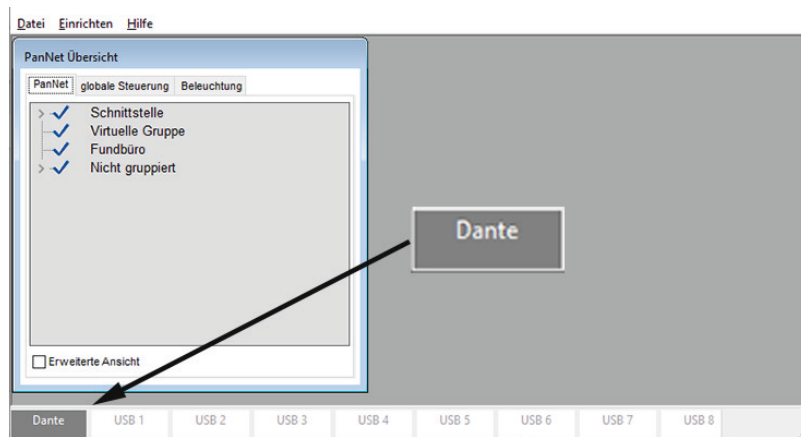 Datei Einrichten Hilfe
PanNet Übersicht
PanNet globale Steuerung Beleuchtung
Schnittstelle
Virtuelle Gruppe
Fundbüro
Nicht gruppiert
Dante
Erweiterte Ansicht
Dante USB 1 USB 2 USB 3 USB 4 USB 5 USB 6 USB 7 USB 8